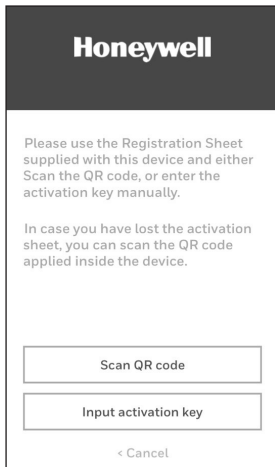 Honeywell
Please use the Registration Sheet
supplied with this device and either
Scan the QR code, or enter the
activation key manually.
In case you have lost the activation
sheet, you can scan the QR code
applied inside the device.
Scan QR code
Input activation key
< Cancel